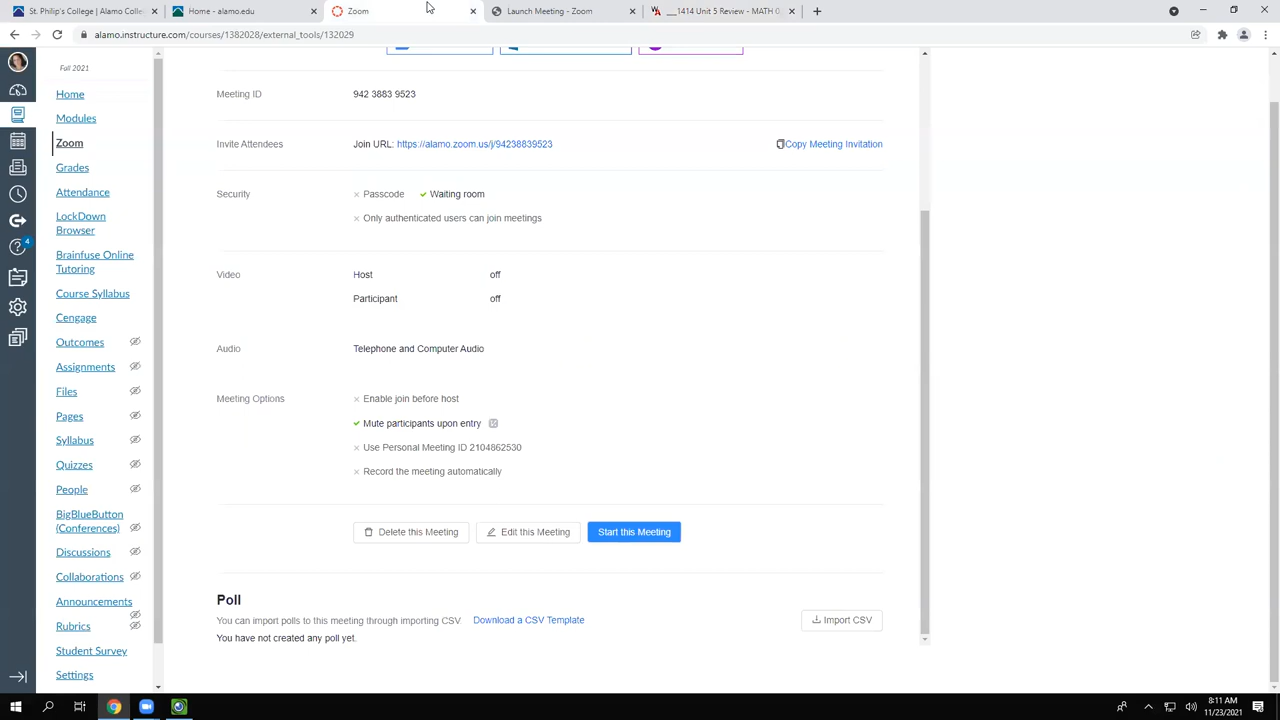 St. Philip's College : Alamo Colle
Home - Palomu
Zoom
Launch Meeting - Zoom
__1414 Unit 5 Review - MATH 0
alamo.instructure.com/courses/1382028/external_tools/132029
Fall 2021
Home
Modules
Zoom
Grades
Attendance
LockDown
Browser
Brainfuse Online
Tutoring
Course Syllabus
Cengage
Outcomes
Assignments
Files
Pages
Syllabus
Quizzes
People
BigBlueButton
(Conferences)
Discussions
Collaborations
Announcements
Rubrics
Student Survey
Settings
4
Meeting ID
942 3883 9523
Invite Attendees
Join URL: https://alamo.zoom.us/j/94238839523
Copy Meeting Invitation
Security
Passcode
Waiting room
Only authenticated users can join meetings
Video
Host
off
Participant
off
Audio
Telephone and Computer Audio
Meeting Options
Enable join before host
Mute participants upon entry
Use Personal Meeting ID 2104862530
Record the meeting automatically
Delete this Meeting
Edit this Meeting
Start this Meeting
Poll
You can import polls to this meeting through importing CSV.
Download a CSV Template
Import CSV
You have not created any poll yet.
8:11 AM
11/23/2021